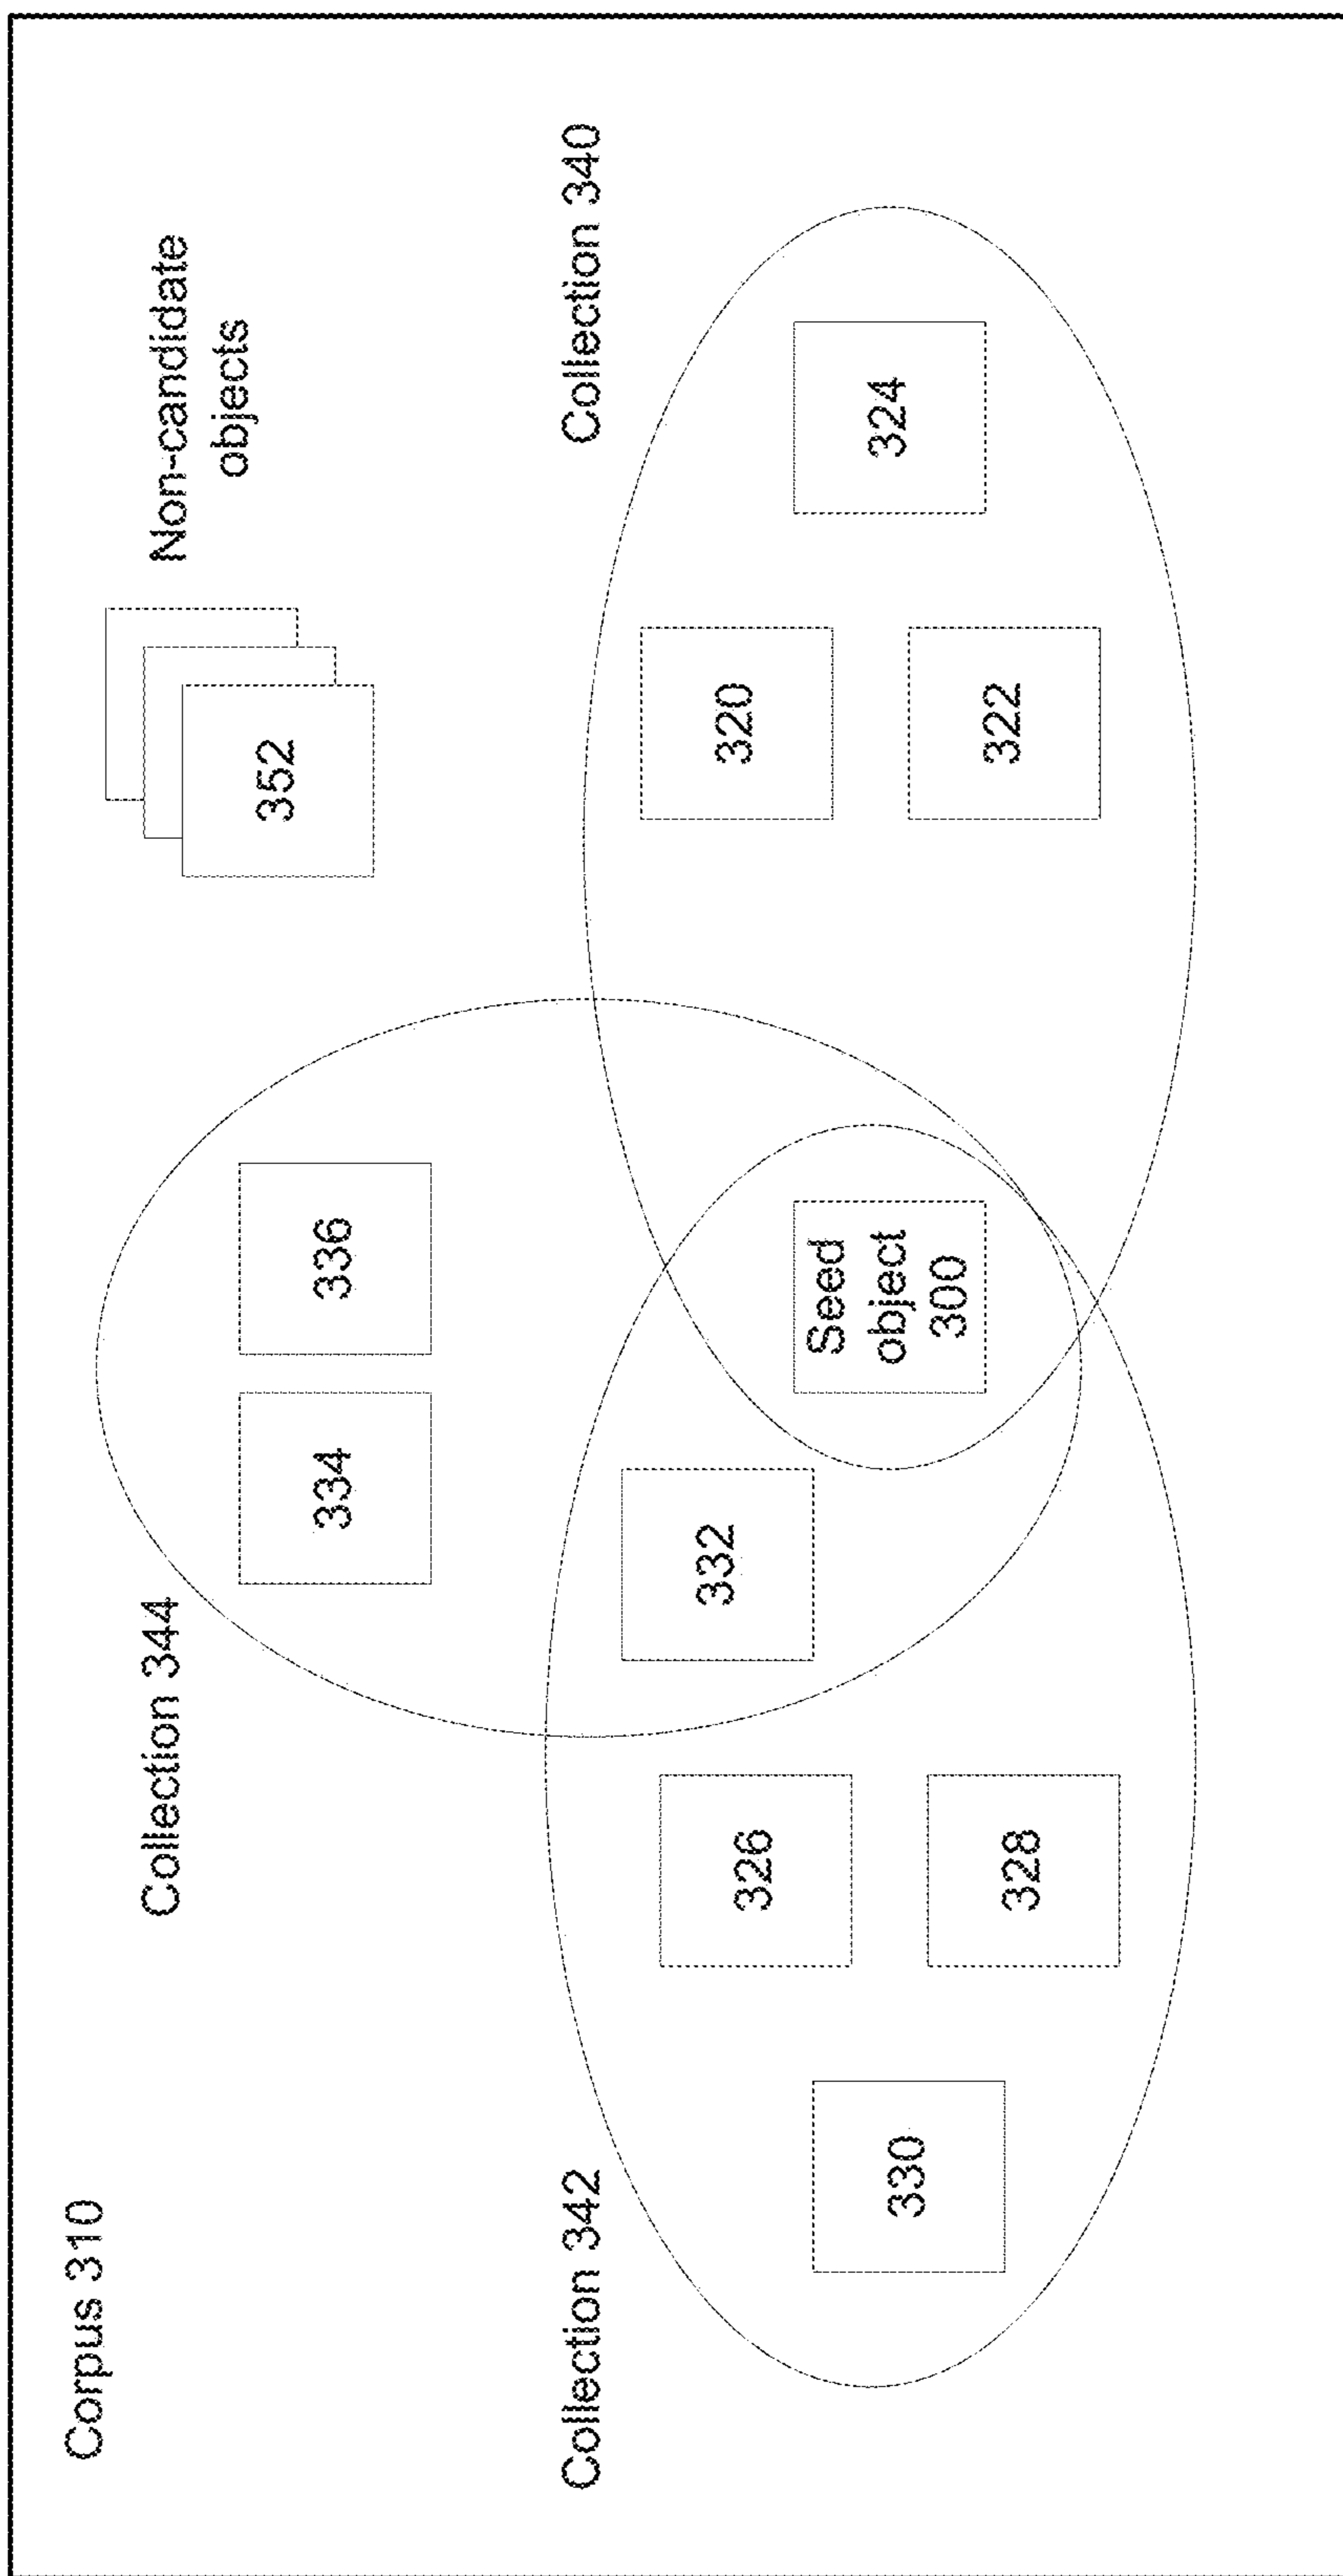 Corpus 310
Collection 344
Non-candidate
objects
352
334
336
Collection 342
Collection 340
332
326
320
330
328
Seed
object
300
324
322